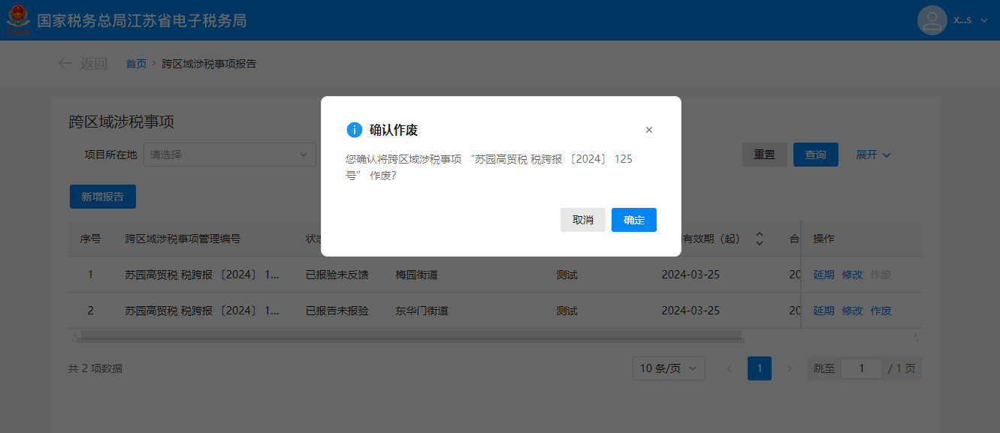 国家税务总局江苏省电子税务局
x...s
返回 首页 > 跨区域涉税事项报告
跨区域涉税事项
项目所在地 请选择 重置 查询 展开
新增报告
确认作废
您确认将跨区域涉税事项 “苏园高贸税 税跨报 〔2024〕 125
号” 作废?
取消 确定
序号 跨区域涉税事项管理编号 状态 有效期（起） 合 操作
1 苏园高贸税 税跨报 〔2024〕 1... 已报验未反馈 梅园街道 测试 2024-03-25 20 延期 修改 作废
2 苏园高贸税 税跨报 〔2024〕 1... 已报告未报验 东华门街道 测试 2024-03-25 20 延期 修改 作废
共 2 项数据 10 条/页 < 1 > 跳至 1 / 1 页